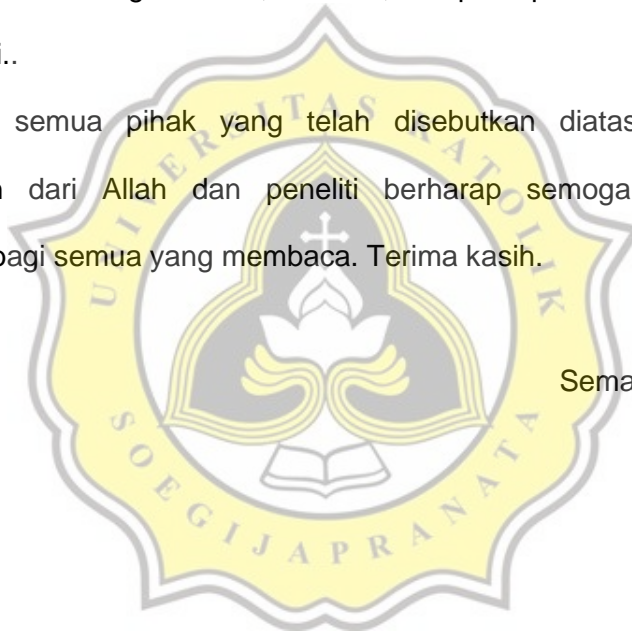 i..
semua pihak yang telah disebutkan diatas
dari Allah dan peneliti berharap semoga
bagi semua yang membaca. Terima kasih.
Sema
UNIVERSITAS KATOLIK
SOEGIJAPRANATA